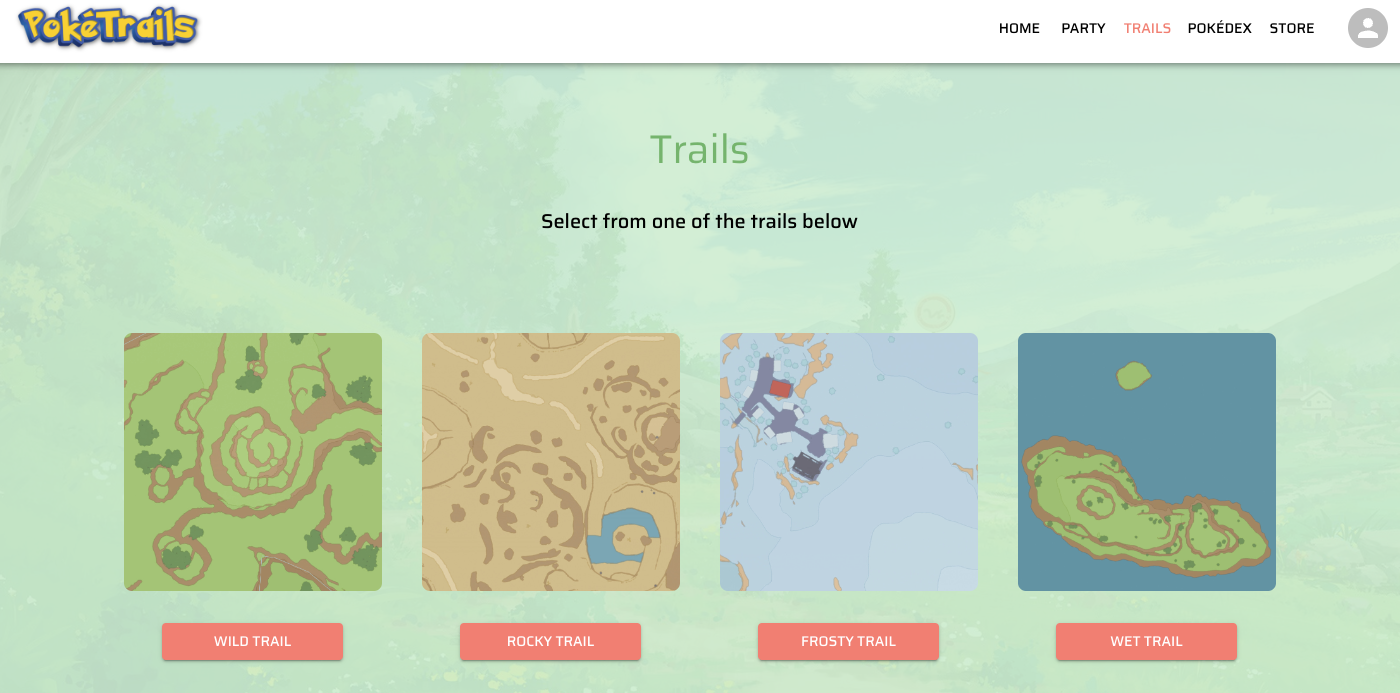 PokéTrails
HOME PARTY TRAILS POKÉDEX STORE
Trails
Select from one of the trails below
WILD TRAIL ROCKY TRAIL FROSTY TRAIL WET TRAIL